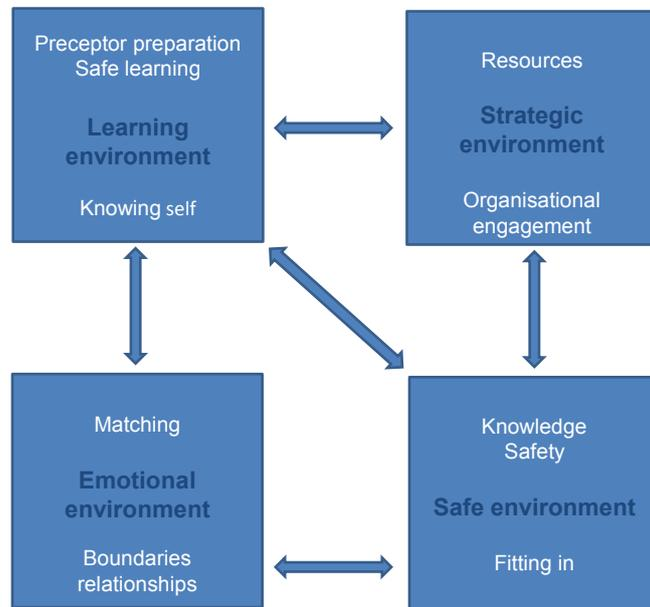 Preceptor preparation
Safe learning
Learning
environment
Knowing self
Resources
Strategic
environment
Organisational
engagement
Matching
Emotional
environment
Boundaries
relationships
Knowledge
Safety
Safe environment
Fitting in